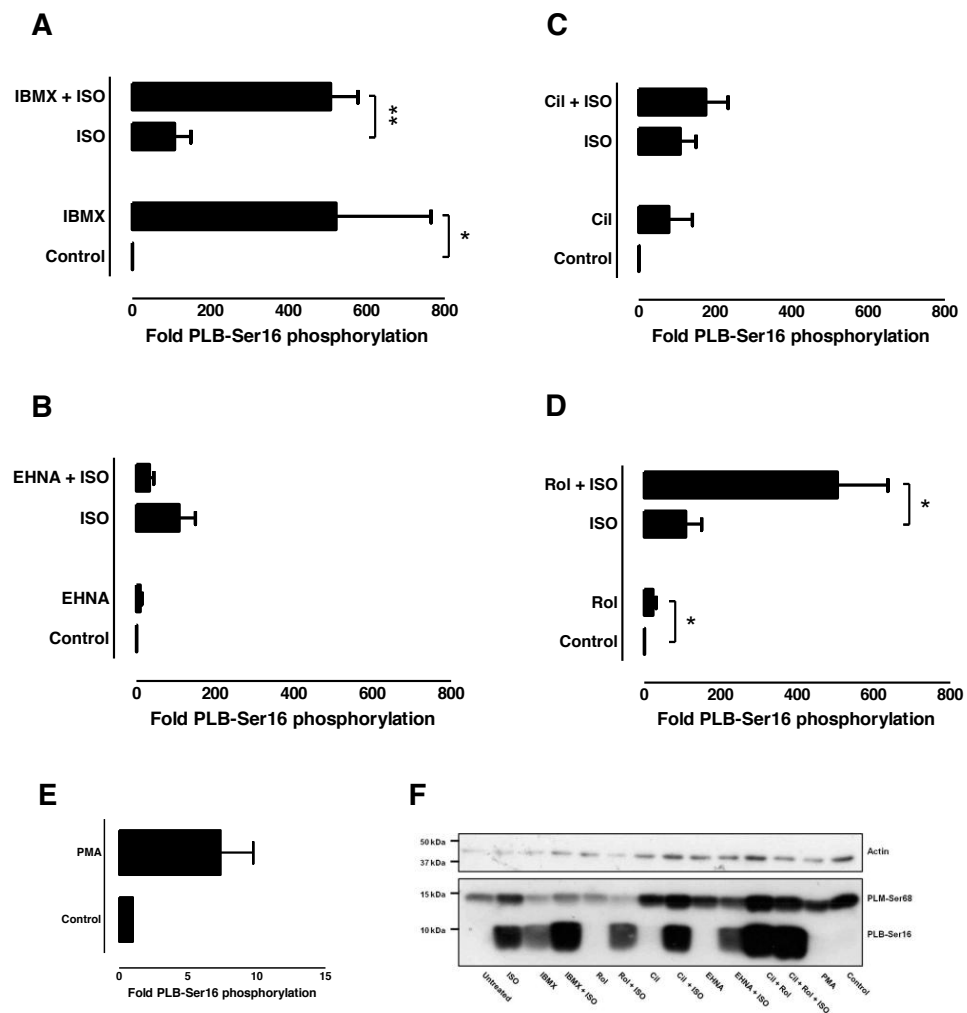 A
IBMX + ISO
ISO
**
IBMX
Control
*
0 200 400 600 800
Fold PLB-Ser16 phosphorylation
C
Cil + ISO
ISO
Cil
Control
0 200 400 600 800
Fold PLB-Ser16 phosphorylation
B
EHNA + ISO
ISO
EHNA
Control
0 200 400 600 800
Fold PLB-Ser16 phosphorylation
D
Rol + ISO
ISO
*
Rol
Control
*
0 200 400 600 800
Fold PLB-Ser16 phosphorylation
E
PMA
Control
0 5 10 15
Fold PLB-Ser16 phosphorylation
F
50 kDa
37 kDa
Actin
15 kDa
PLM-Ser68
10 kDa
PLB-Ser16
Untreated
ISO
IBMX
IBMX + ISO
Rol
Rol + ISO
Cil
Cil + ISO
EHNA
EHNA + ISO
Cil + Rol
Cil + Rol + ISO
PMA
Control